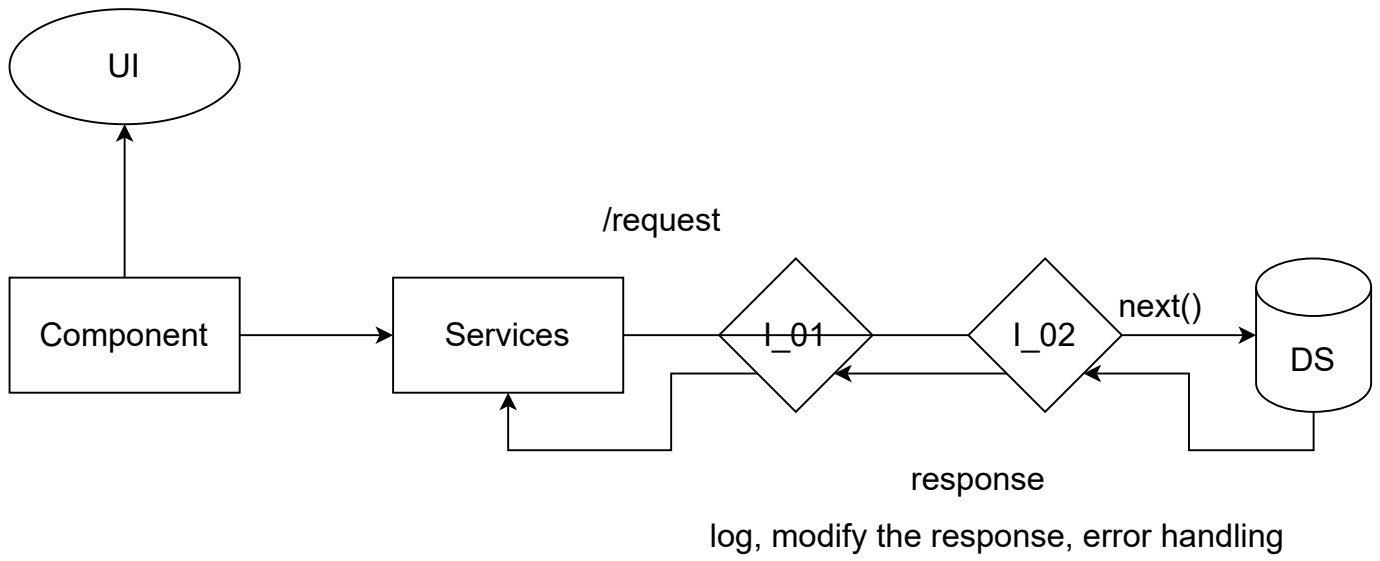 UI
/request
Component
Services
I_01
I_02
next()
DS
response
log, modify the response, error handling